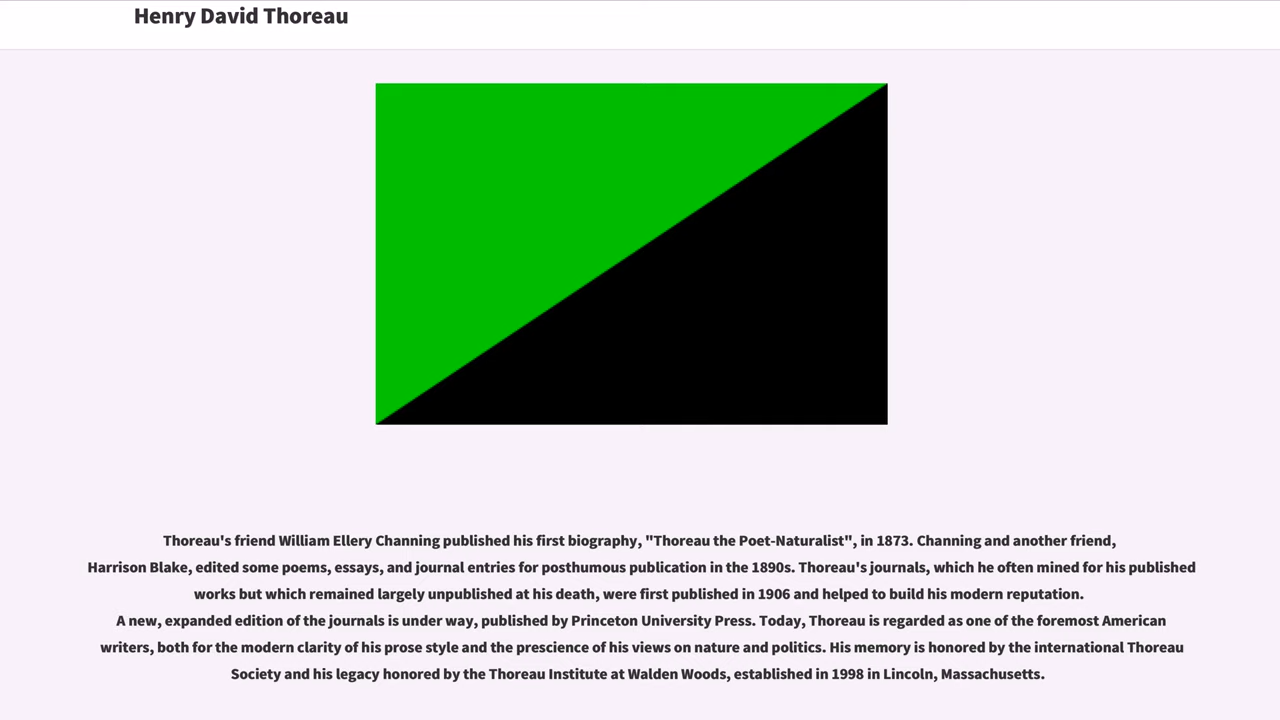 Henry David Thoreau
Thoreau's friend William Ellery Channing published his first biography, "Thoreau the Poet-Naturalist", in 1873. Channing and another friend,
Harrison Blake, edited some poems, essays, and journal entries for posthumous publication in the 1890s. Thoreau's journals, which he often mined for his published
works but which remained largely unpublished at his death, were first published in 1906 and helped to build his modern reputation.
A new, expanded edition of the journals is under way, published by Princeton University Press. Today, Thoreau is regarded as one of the foremost American
writers, both for the modern clarity of his prose style and the prescience of his views on nature and politics. His memory is honored by the international Thoreau
Society and his legacy honored by the Thoreau Institute at Walden Woods, established in 1998 in Lincoln, Massachusetts.